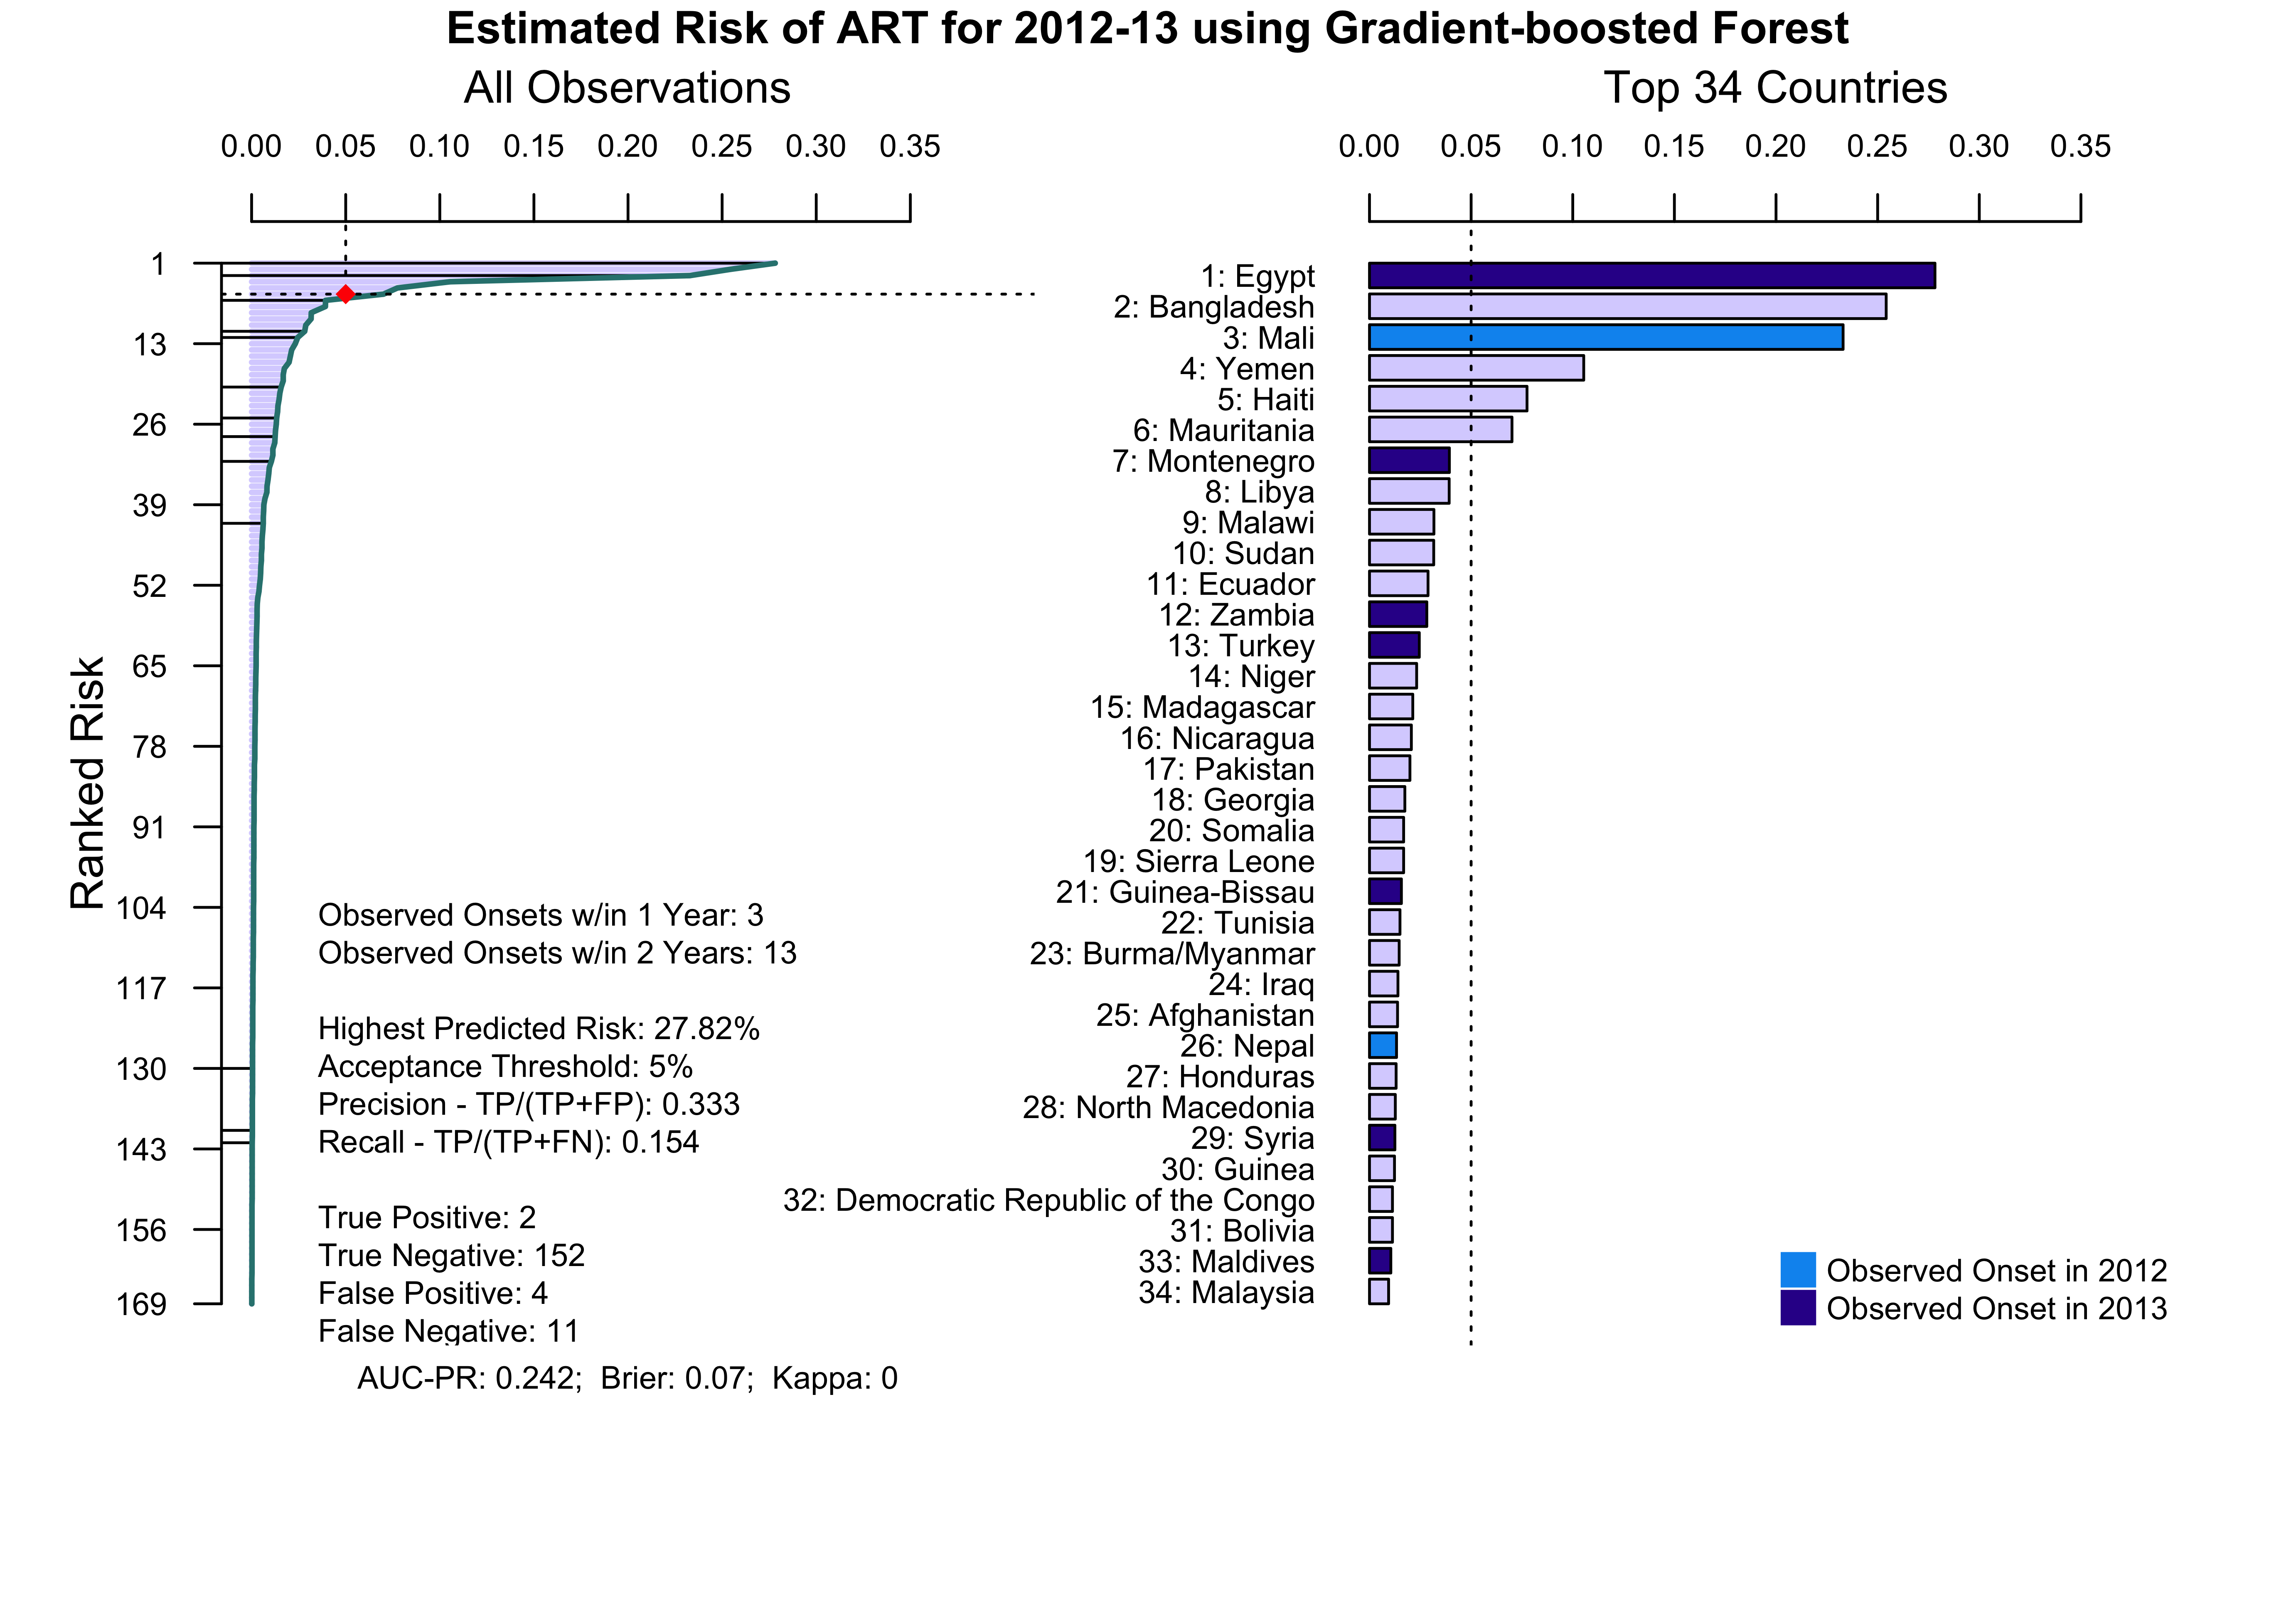 Estimated Risk of ART for 2012-13 using Gradient-boosted Forest
All Observations
0.00 0.05 0.10 0.15 0.20 0.25 0.30 0.35
Ranked Risk
1
13
26
39
52
65
78
91
104
117
130
143
156
169
Observed Onsets w/in 1 Year: 3
Observed Onsets w/in 2 Years: 13
Highest Predicted Risk: 27.82%
Acceptance Threshold: 5%
Precision - TP/(TP+FP): 0.333
Recall - TP/(TP+FN): 0.154
True Positive: 2
True Negative: 152
False Positive: 4
False Negative: 11
AUC-PR: 0.242; Brier: 0.07; Kappa: 0
Top 34 Countries
0.00 0.05 0.10 0.15 0.20 0.25 0.30 0.35
1: Egypt
2: Bangladesh
3: Mali
4: Yemen
5: Haiti
6: Mauritania
7: Montenegro
8: Libya
9: Malawi
10: Sudan
11: Ecuador
12: Zambia
13: Turkey
14: Niger
15: Madagascar
16: Nicaragua
17: Pakistan
18: Georgia
20: Somalia
19: Sierra Leone
21: Guinea-Bissau
22: Tunisia
23: Burma/Myanmar
24: Iraq
25: Afghanistan
26: Nepal
27: Honduras
28: North Macedonia
29: Syria
30: Guinea
32: Democratic Republic of the Congo
31: Bolivia
33: Maldives
34: Malaysia
Observed Onset in 2012
Observed Onset in 2013